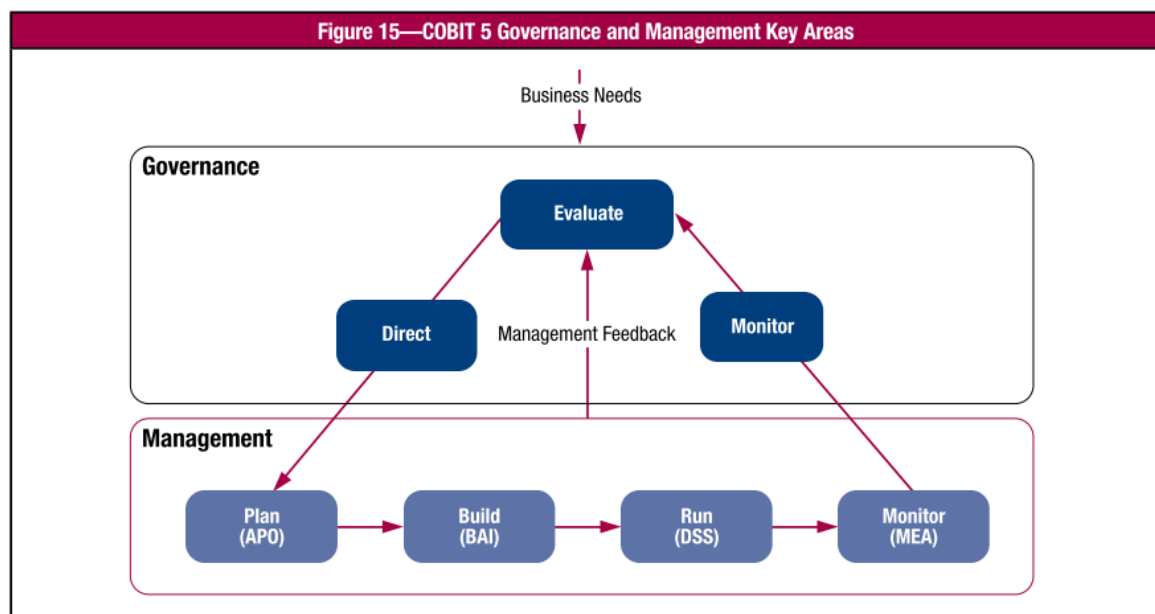 Figure 15—COBIT 5 Governance and Management Key Areas
Business Needs
Governance
Evaluate
Direct
Management Feedback
Monitor
Management
Plan
(APO)
Build
(BAI)
Run
(DSS)
Monitor
(MEA)